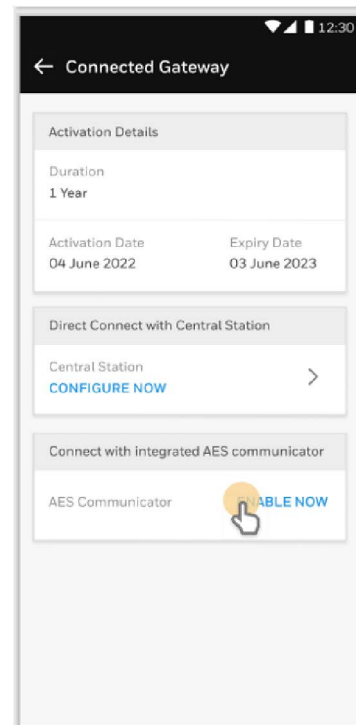 12:30
Connected Gateway
Activation Details
Duration
1 Year
Activation Date Expiry Date
04 June 2022 03 June 2023
Direct Connect with Central Station
Central Station
CONFIGURE NOW
Connect with integrated AES communicator
AES Communicator ENABLE NOW